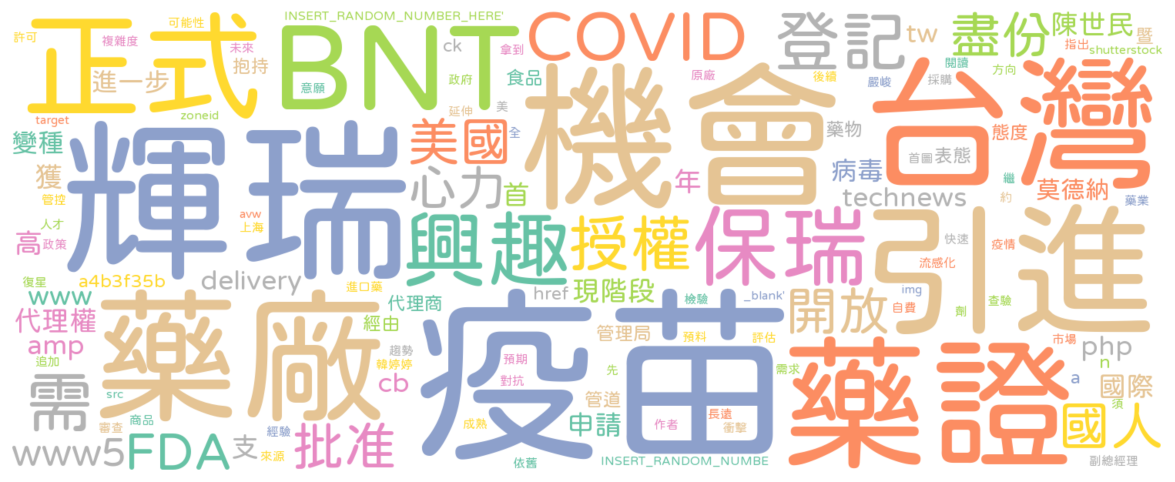 INSERT_RANDOM_NUMBER_HERE'
COVID
登記
tw
盡份
陳世民
暨
指出
shutterstock
許可
正式
複雜度
可能性
未來
抱持
進一步
zoneid
target
BNT
意願
ck
政府
拿到
食品
延伸
美
全
原廠
後續
嚴峻
閱讀
採購
方向
機會
台灣
首圖
表態
態度
藥物
變種
獲
管控
人才
高
政策
輝瑞
avw
上海
美國
心力
首
年
病毒
technews
繼
約
莫德納
藥業
興趣
授權
保瑞
引進
快速
疫情
流感化
復星
a4b3f35b
www
delivery
進口藥
href
現階段
檢驗
_blank'
img
自費
劑
查驗
開放
代理權
amp
追加
代理商
經由
趨勢
韓婷婷
cb
藥廠
疫苗
預期
對抗
管理局
預料
評估
先
需求
管道
申請
成熟
依舊
作者
長遠
衝擊
市場
php
n
a
國際
須
藥證
國人
副總經理
需
src
商品
審查
www5
FDA
支
經驗
來源
批准
INSERT_RANDOM_NUMBE